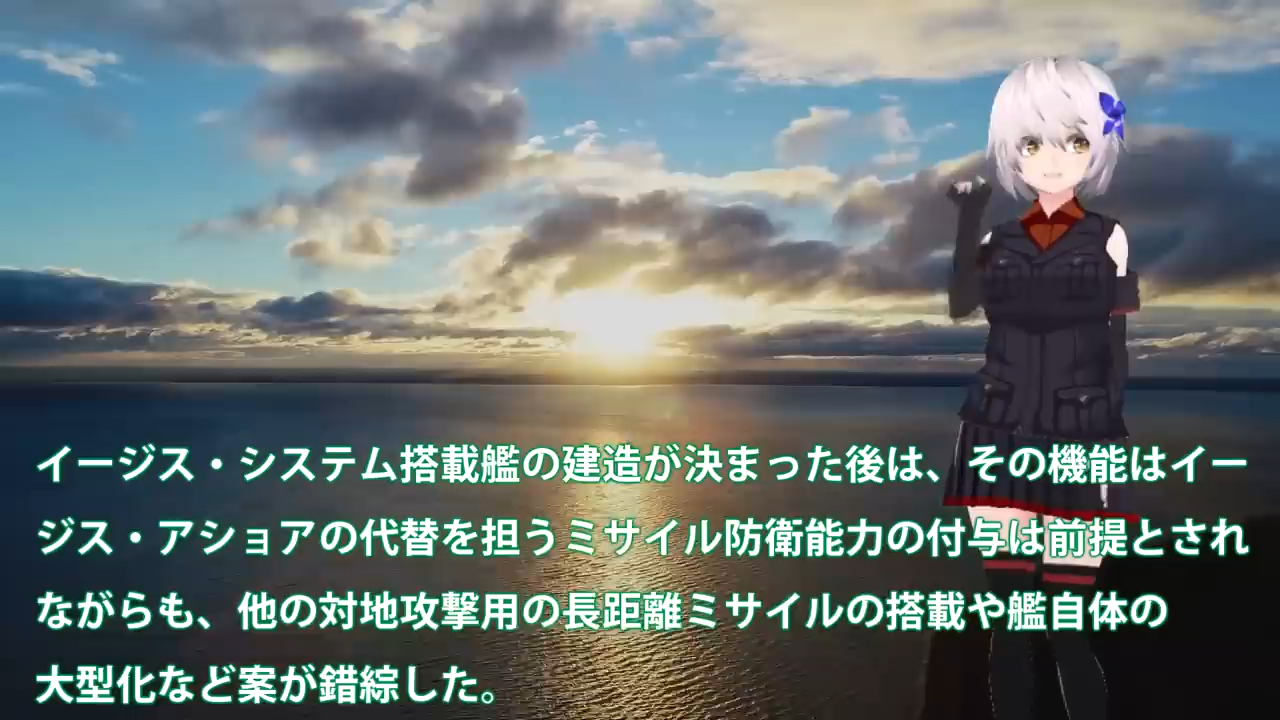 イージス・システム搭載艦の建造が決まった後は、その機能はイー
ジス・アショアの代替を担うミサイル防衛能力の付与は前提とされ
ながらも、他の対地攻撃用の長距離ミサイルの搭載や艦自体の
大型化など案が錯綜した。